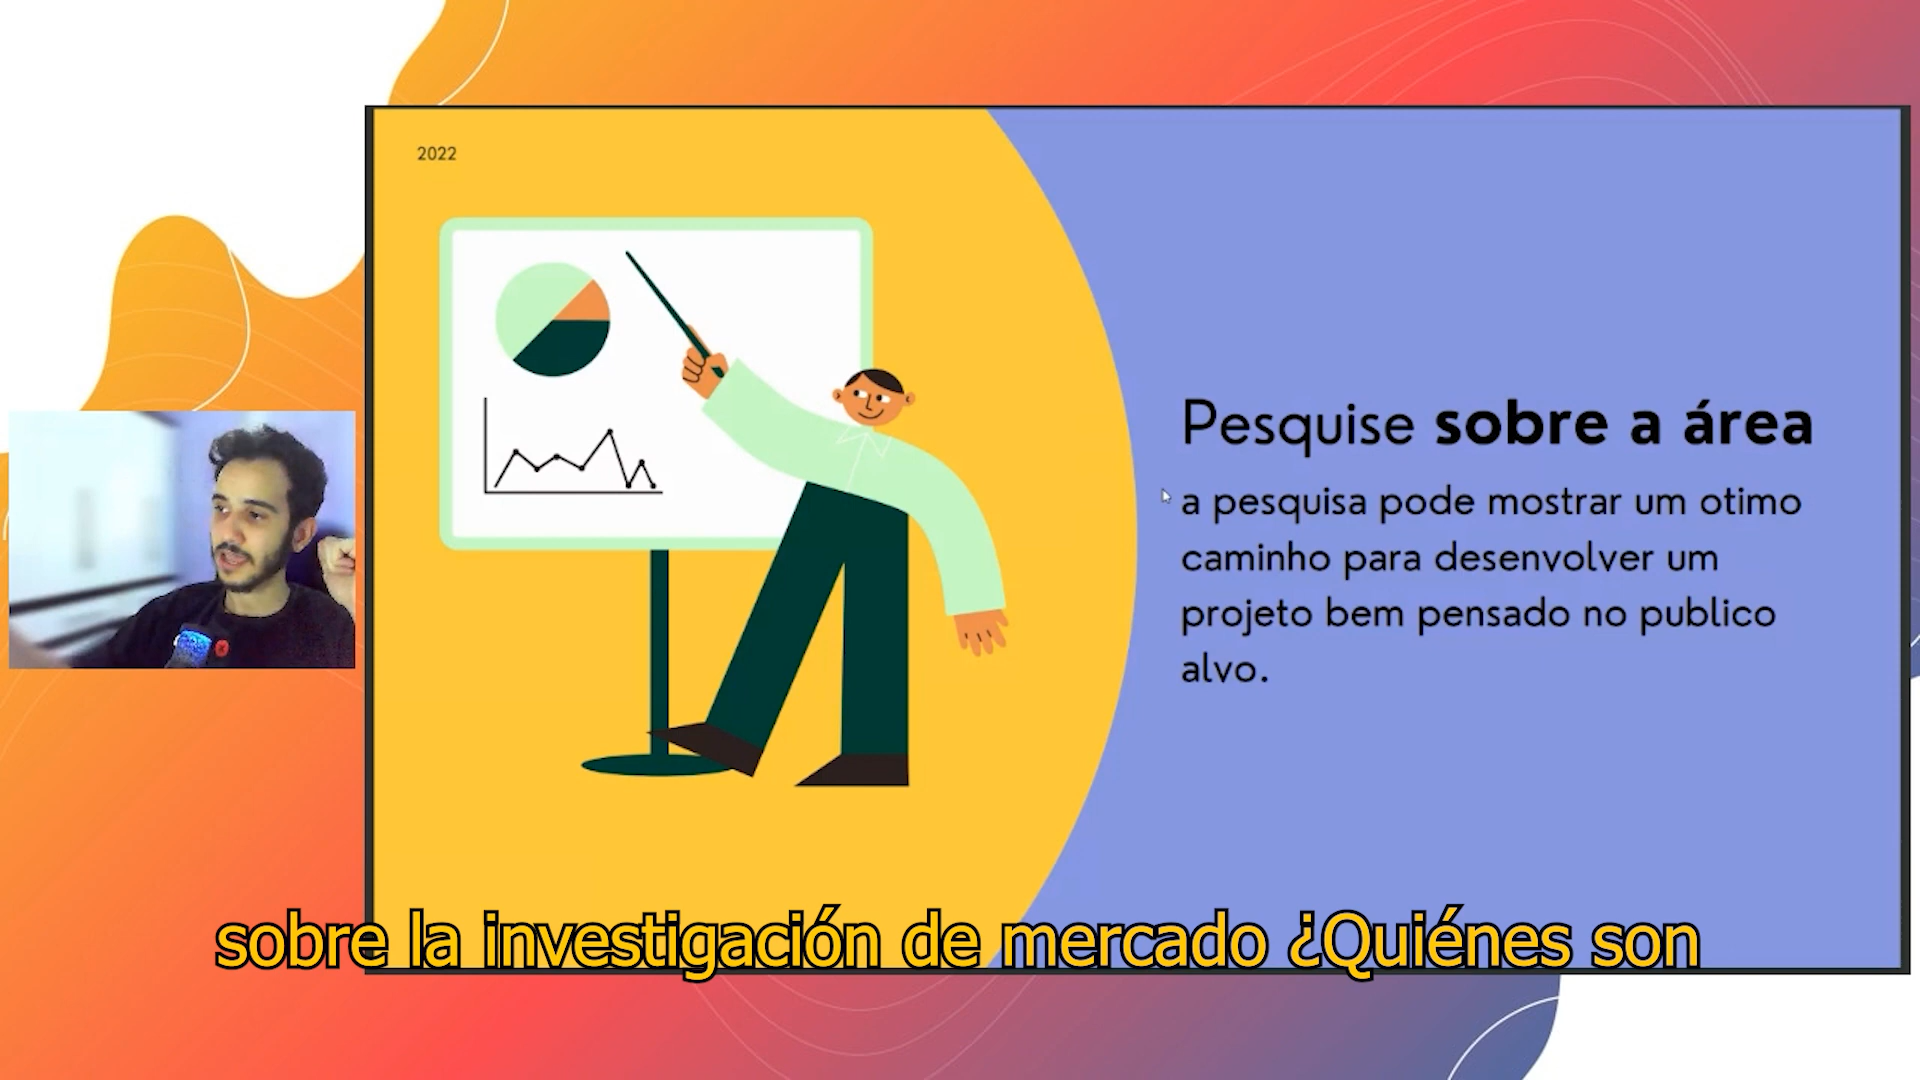 2022
Pesquise sobre a área
a pesquisa pode mostrar um otimo
caminho para desenvolver um
projeto bem pensado no publico
alvo.
sobre la investigación de mercado ¿Quiénes son